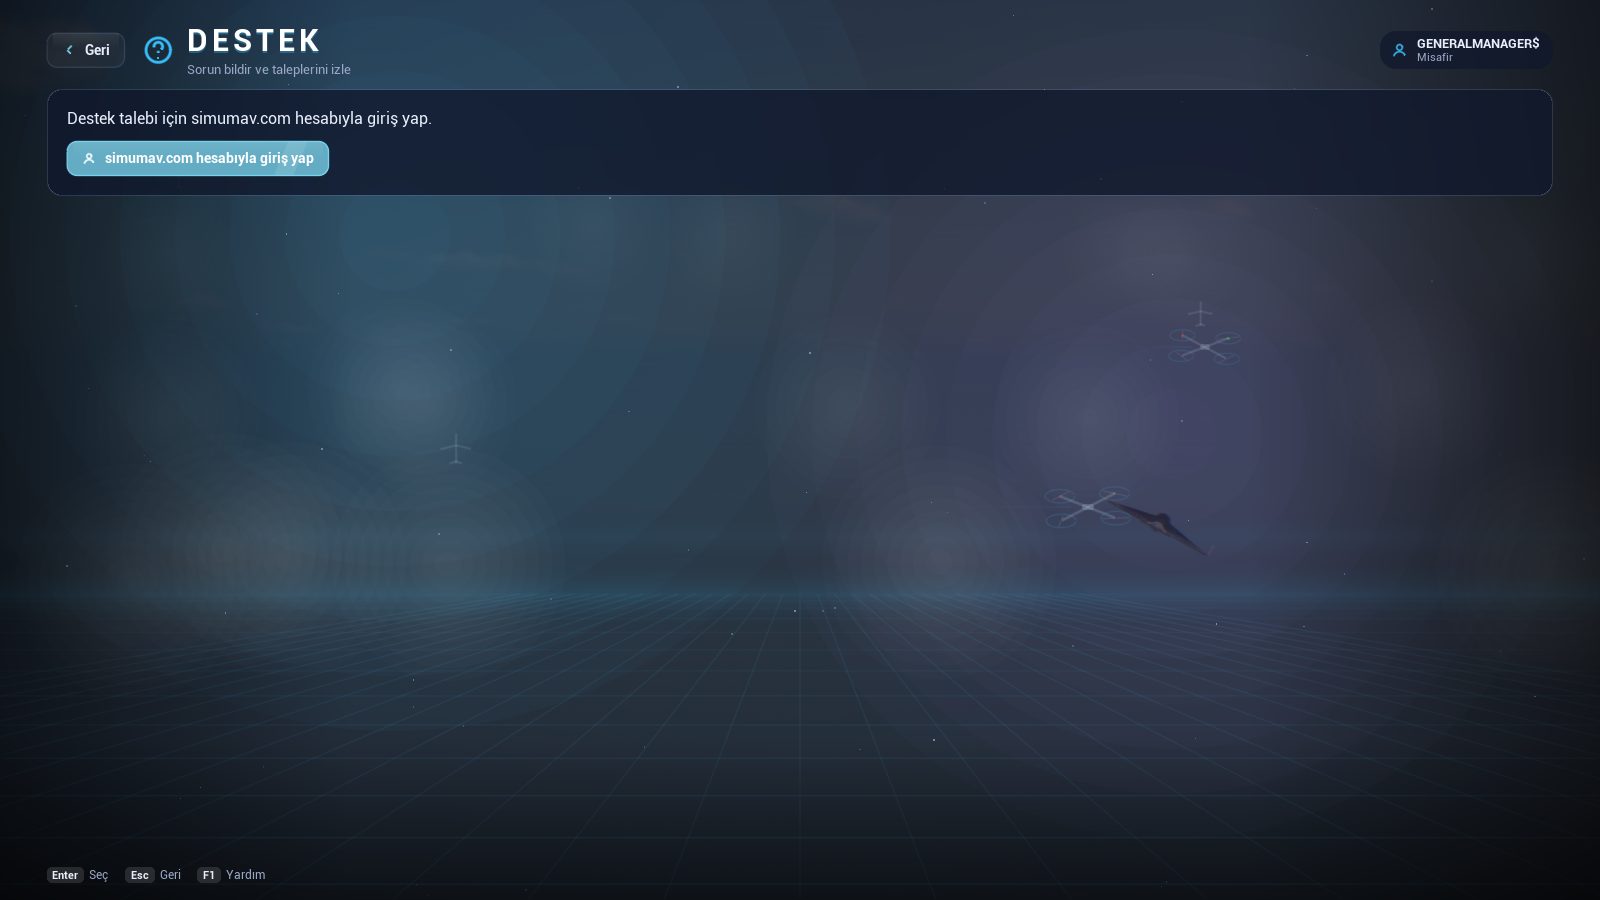 Geri
DESTEK
Sorun bildir ve taleplerini izle
GENERALMANAGER$
Misafir
Destek talebi için simumav.com hesabıyla giriş yap.
simumav.com hesabıyla giriş yap
Enter Seç Esc Geri F1 Yardım